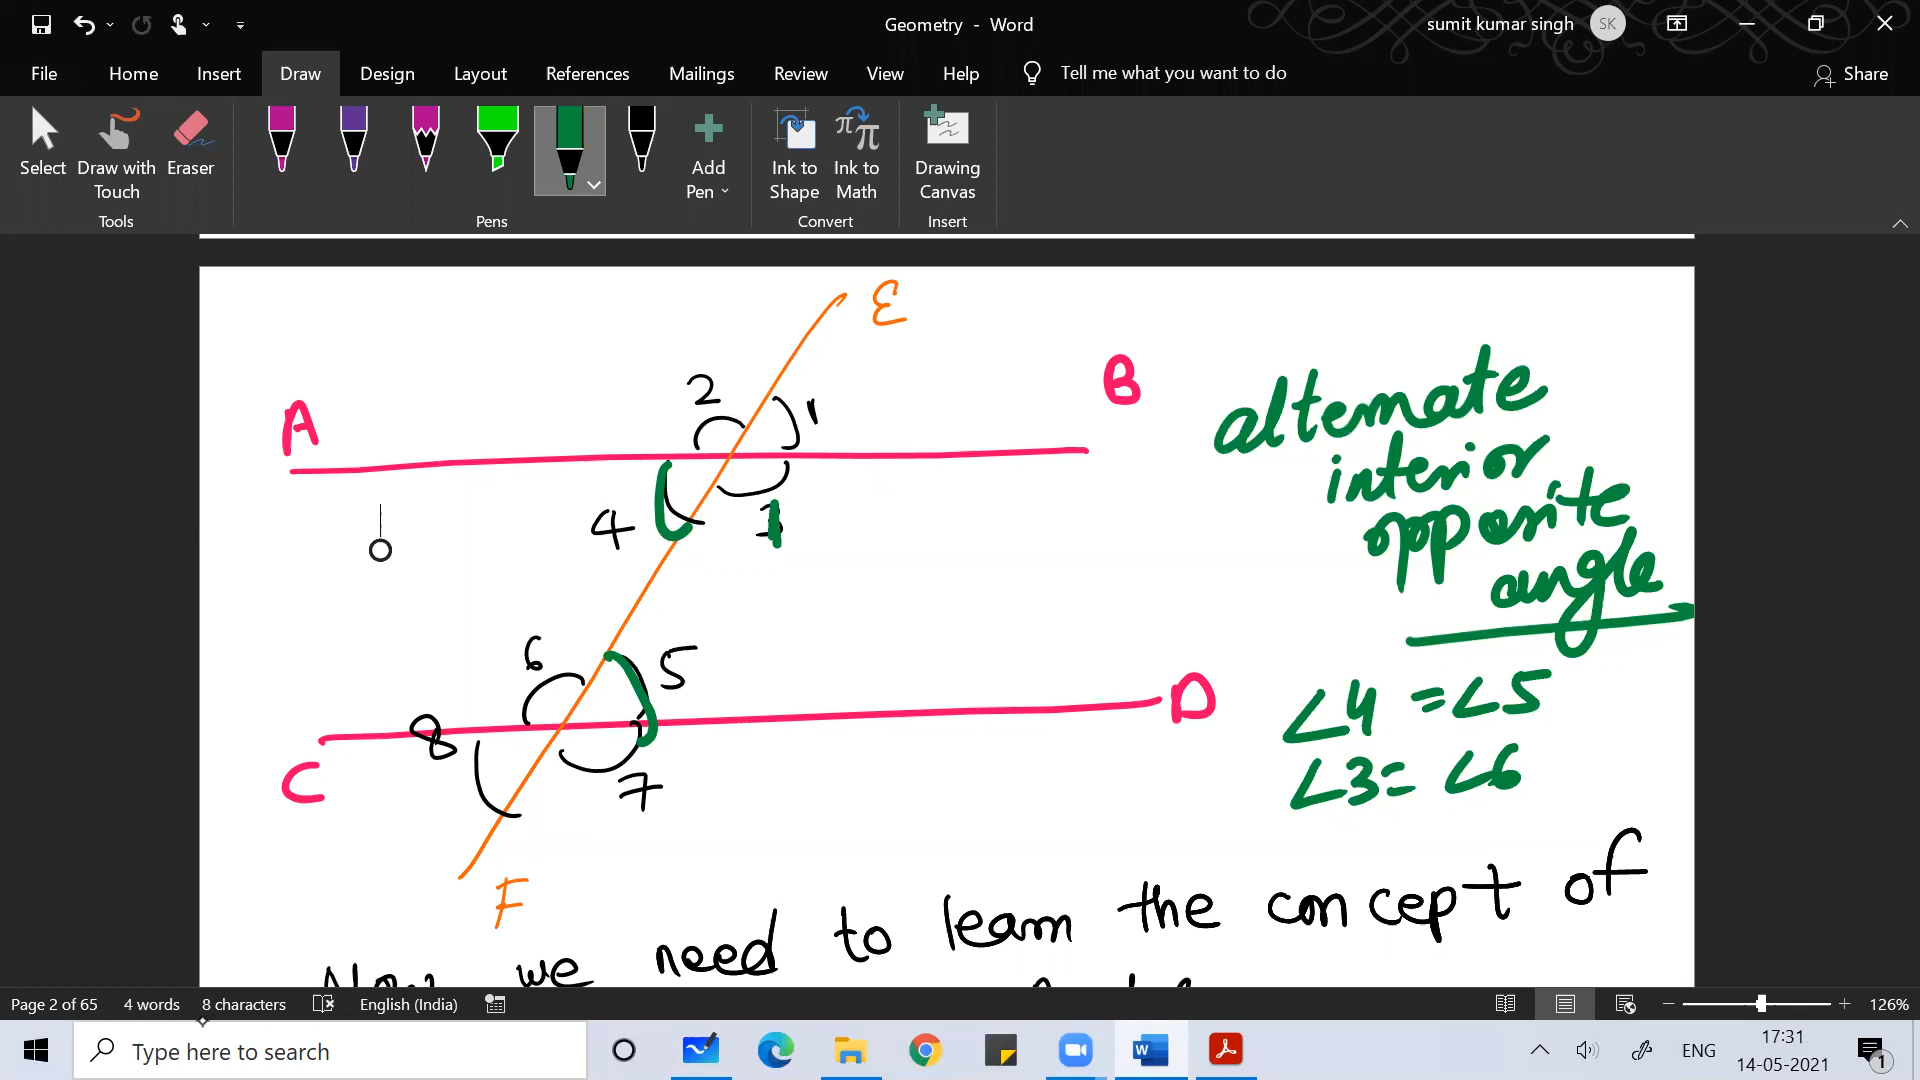 Geometry - Word
sumit kumar singh
SK
File Home Insert Draw Design Layout References Mailings Review View Help Tell me what you want to do Share
Select
Draw with Touch
Eraser
Add Pen
Ink to Shape
Ink to Math
Drawing Canvas
Tools
Pens
Convert
Insert
E
A
B
2
1
4
alternate
interior
opposite
angle
6
5
8
7
C
D
F
∠4 = ∠5
∠3 = ∠6
we need to learn the concept of
Page 2 of 65 4 words 8 characters English (India) 126%
Type here to search
ENG
17:31
14-05-2021
1